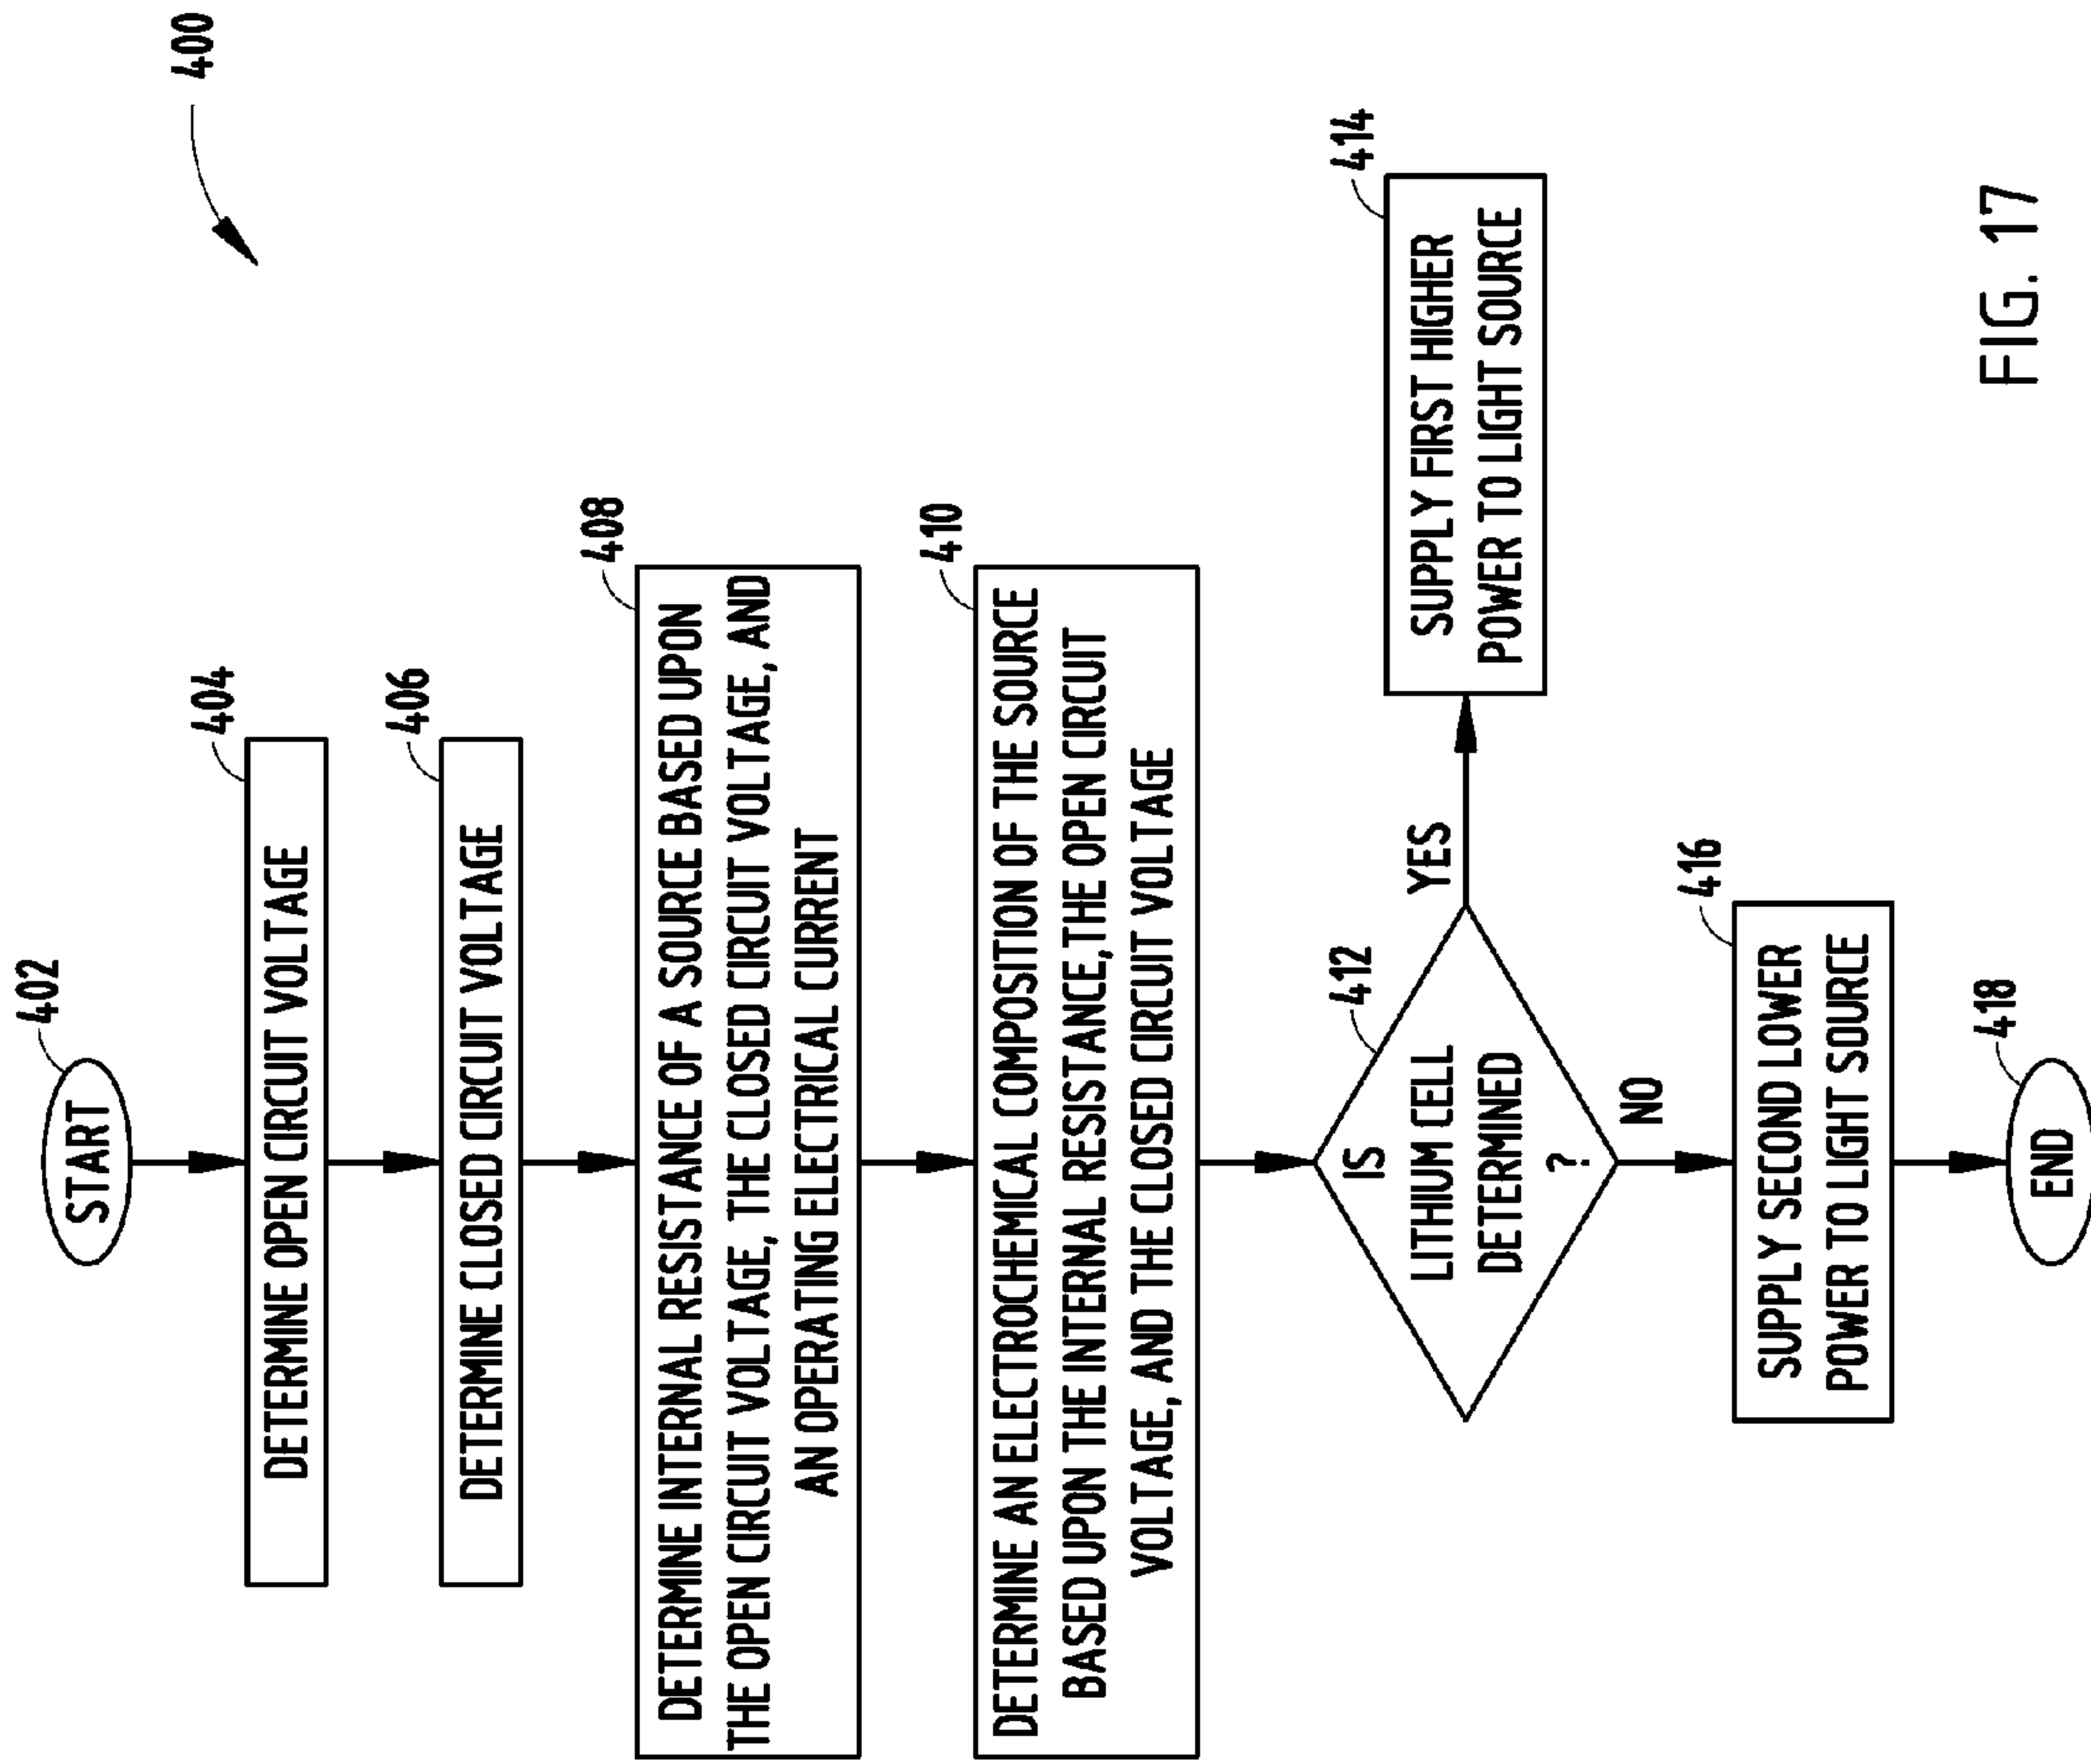 400
402
START
404
DETERMINE OPEN CIRCUIT VOLTAGE
406
DETERMINE CLOSED CIRCUIT VOLTAGE
408
DETERMINE INTERNAL RESISTANCE OF A SOURCE BASED UPON
THE OPEN CIRCUIT VOLTAGE, THE CLOSED CIRCUIT VOLTAGE, AND
AN OPERATING ELECTRICAL CURRENT
410
DETERMINE AN ELECTROCHEMICAL COMPOSITION OF THE SOURCE
BASED UPON THE INTERNAL RESISTANCE,THE OPEN CIRCUIT
VOLTAGE, AND THE CLOSED CIRCUIT VOLTAGE
412
IS
LITHIUM CELL
DETERMINED
?
YES
414
SUPPLY FIRST HIGHER
POWER TO LIGHT SOURCE
NO
416
SUPPLY SECOND LOWER
POWER TO LIGHT SOURCE
418
END
FIG. 17